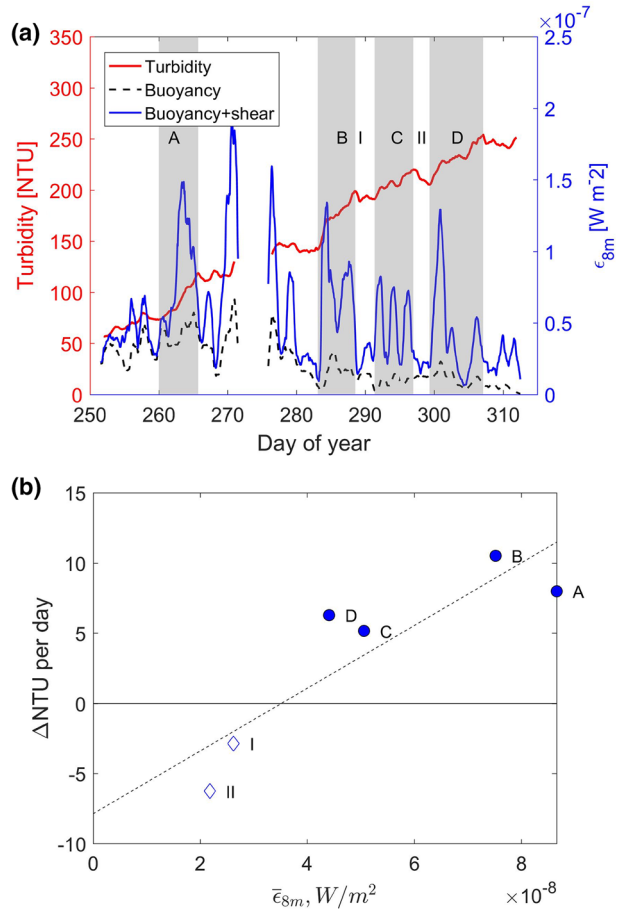 (a)
×10⁻⁷
350
300
250
200
150
100
50
0
Turbidity [NTU]
Turbidity
Buoyancy
Buoyancy+shear
A
B
I
C
II
D
2.5
2
1.5
1
0.5
0
ϵ8m [W m-2]
250 260 270 280 290 300 310
Day of year
(b)
15
10
5
0
-5
-10
ΔNTU per day
B
A
D
C
I
II
0 2 4 6 8
×10⁻⁸
ϵ̅8m, W/m²